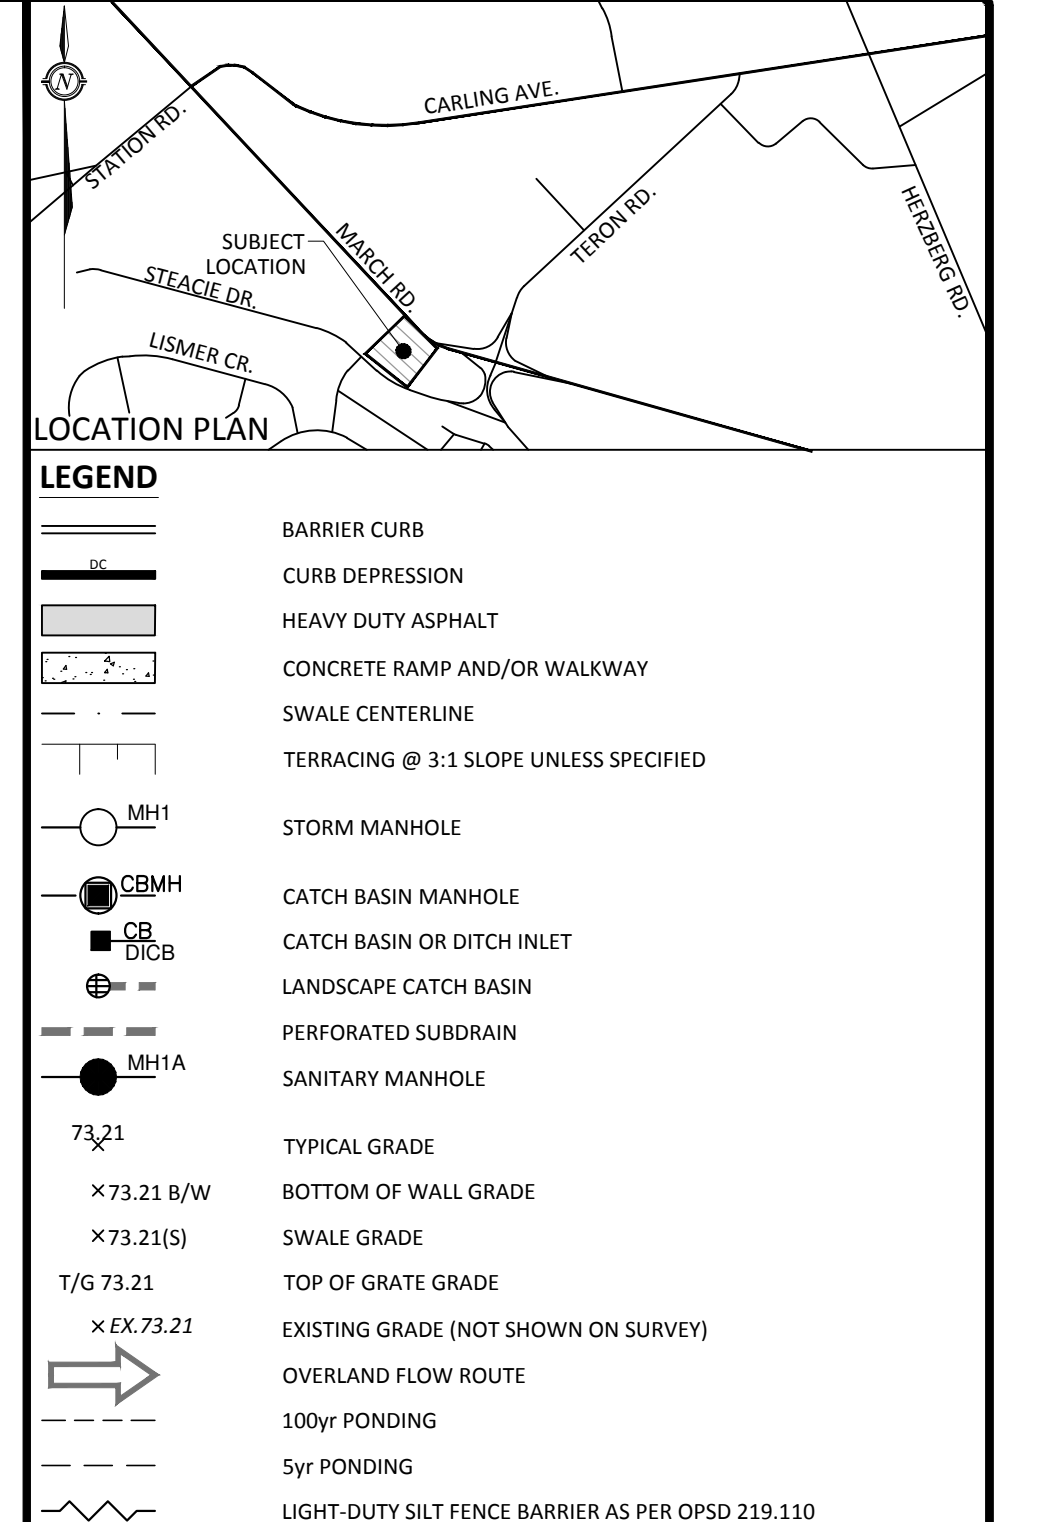 N
CARLING AVE.
STATION RD.
TERON RD.
HERZBERG RD.
MARCH RD.
SUBJECT
LOCATION
STEACIE DR.
LISMER CR.
LOCATION PLAN
LEGEND
BARRIER CURB
DC
CURB DEPRESSION
HEAVY DUTY ASPHALT
CONCRETE RAMP AND/OR WALKWAY
SWALE CENTERLINE
TERRACING @ 3:1 SLOPE UNLESS SPECIFIED
MH1
STORM MANHOLE
CBMH
CATCH BASIN MANHOLE
CB
DICB
CATCH BASIN OR DITCH INLET
LANDSCAPE CATCH BASIN
PERFORATED SUBDRAIN
MH1A
SANITARY MANHOLE
73.21
TYPICAL GRADE
×73.21 B/W
BOTTOM OF WALL GRADE
×73.21(S)
SWALE GRADE
T/G 73.21
TOP OF GRATE GRADE
×EX.73.21
EXISTING GRADE (NOT SHOWN ON SURVEY)
OVERLAND FLOW ROUTE
100yr PONDING
5yr PONDING
LIGHT-DUTY SILT FENCE BARRIER AS PER OPSD 219.110